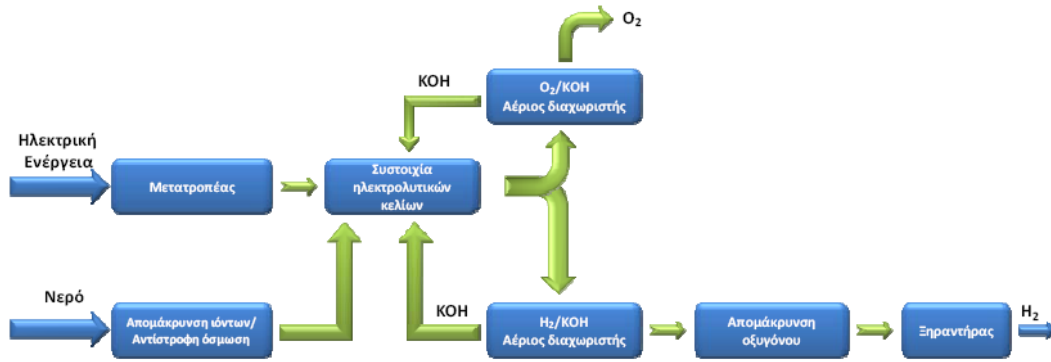 O₂
KOH
O₂/KOH
Αέριος διαχωριστής
Ηλεκτρική
Ενέργεια
Μετατροπέας
Συστοιχία
ηλεκτρολυτικών
κελίων
Νερό
Απομάκρυνση ιόντων/
Αντίστροφη όσμωση
KOH
H₂/KOH
Αέριος διαχωριστής
Απομάκρυνση
οξυγόνου
Ξηραντήρας
H₂